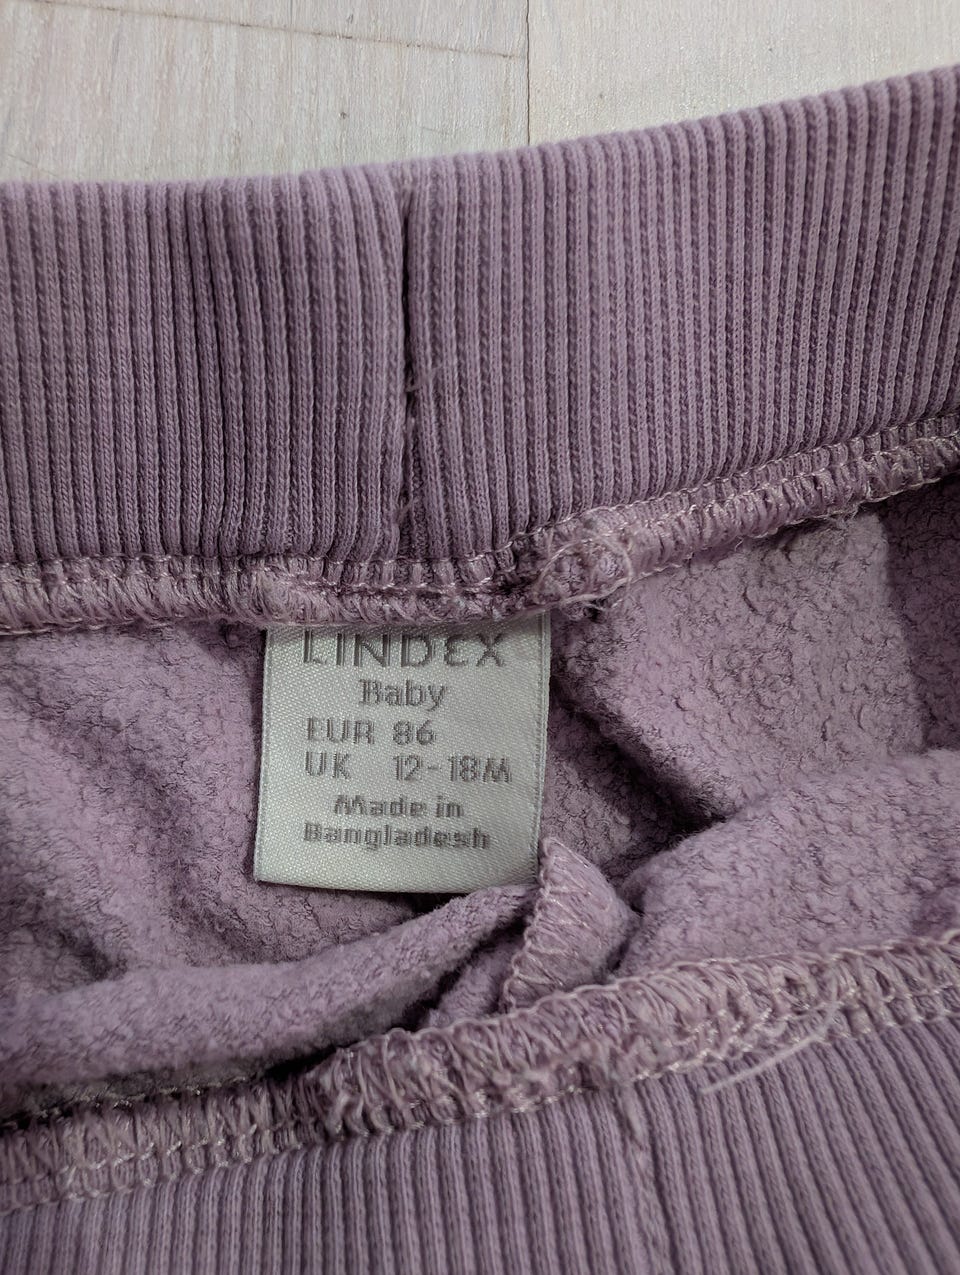 LINDEX
Baby
EUR 86
UK 12-18M
Made in
Bangladesh